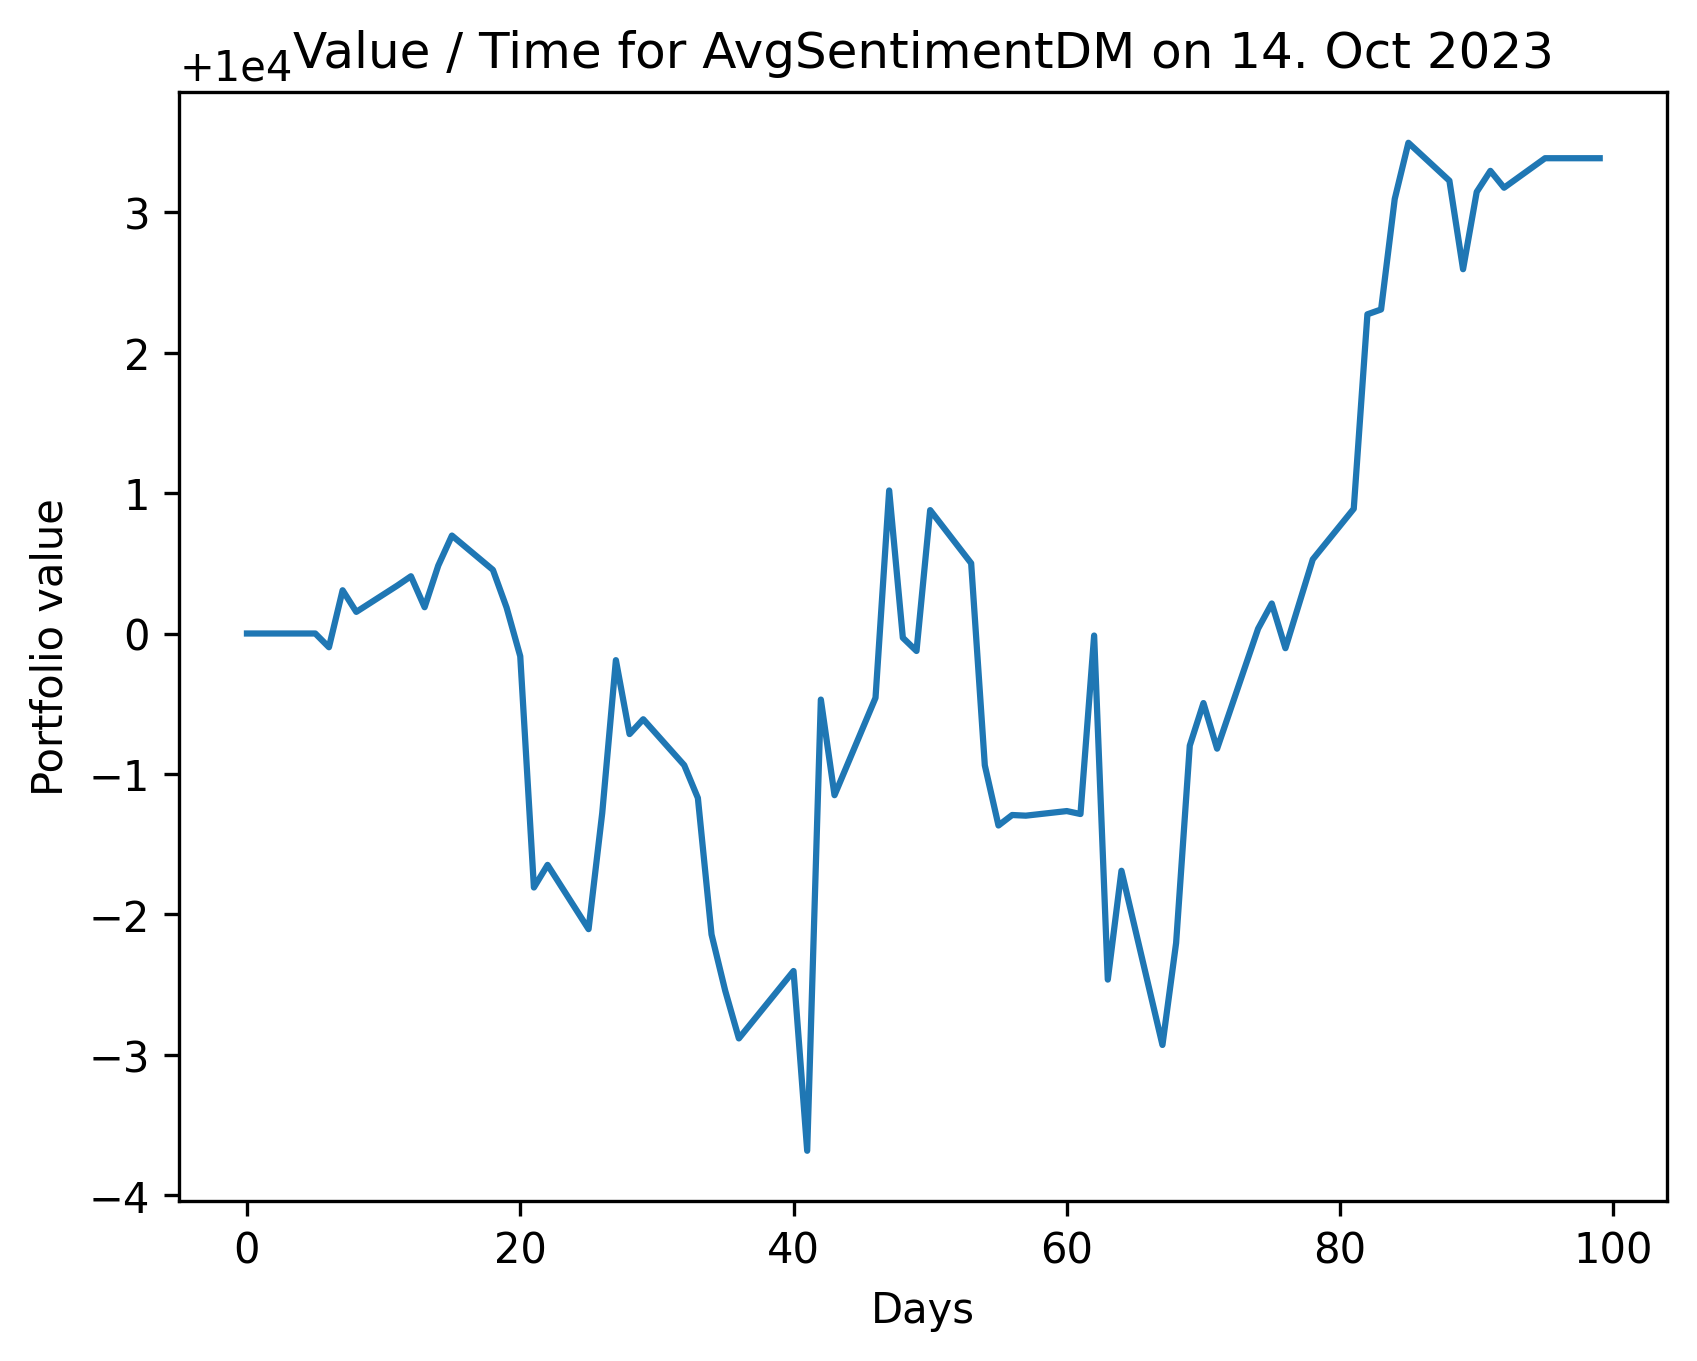 Value / Time for AvgSentimentDM on 14. Oct 2023
+1e4
3
2
1
0
−1
−2
−3
−4
Portfolio value
0 20 40 60 80 100
Days